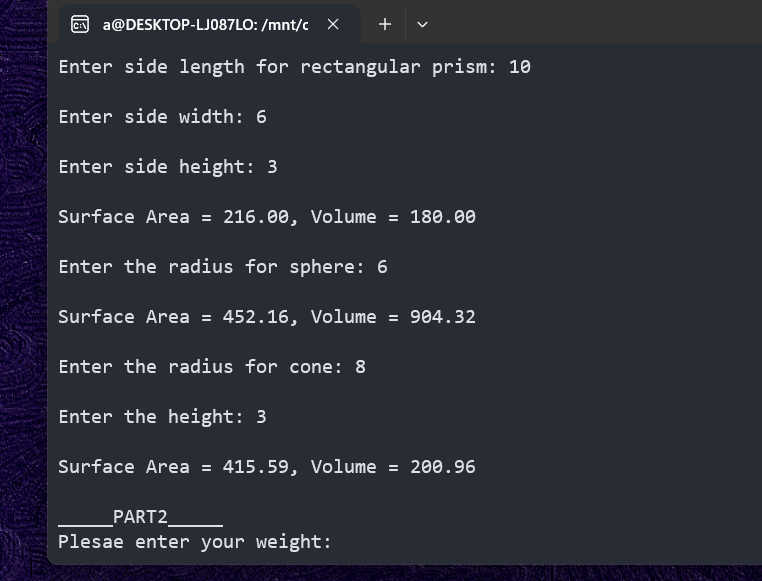 a@DESKTOP-LJ087LO: /mnt/c
Enter side length for rectangular prism: 10
Enter side width: 6
Enter side height: 3
Surface Area = 216.00, Volume = 180.00
Enter the radius for sphere: 6
Surface Area = 452.16, Volume = 904.32
Enter the radius for cone: 8
Enter the height: 3
Surface Area = 415.59, Volume = 200.96
_____PART2_____
Plesae enter your weight: